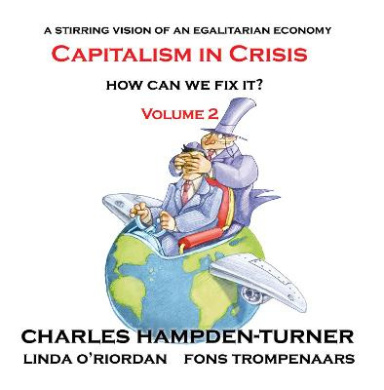 A STIRRING VISION OF AN EGALITARIAN ECONOMY
CAPITALISM IN CRISIS
HOW CAN WE FIX IT?
VOLUME 2
CHARLES HAMPDEN-TURNER
LINDA O'RIORDAN FONS TROMPENAARS